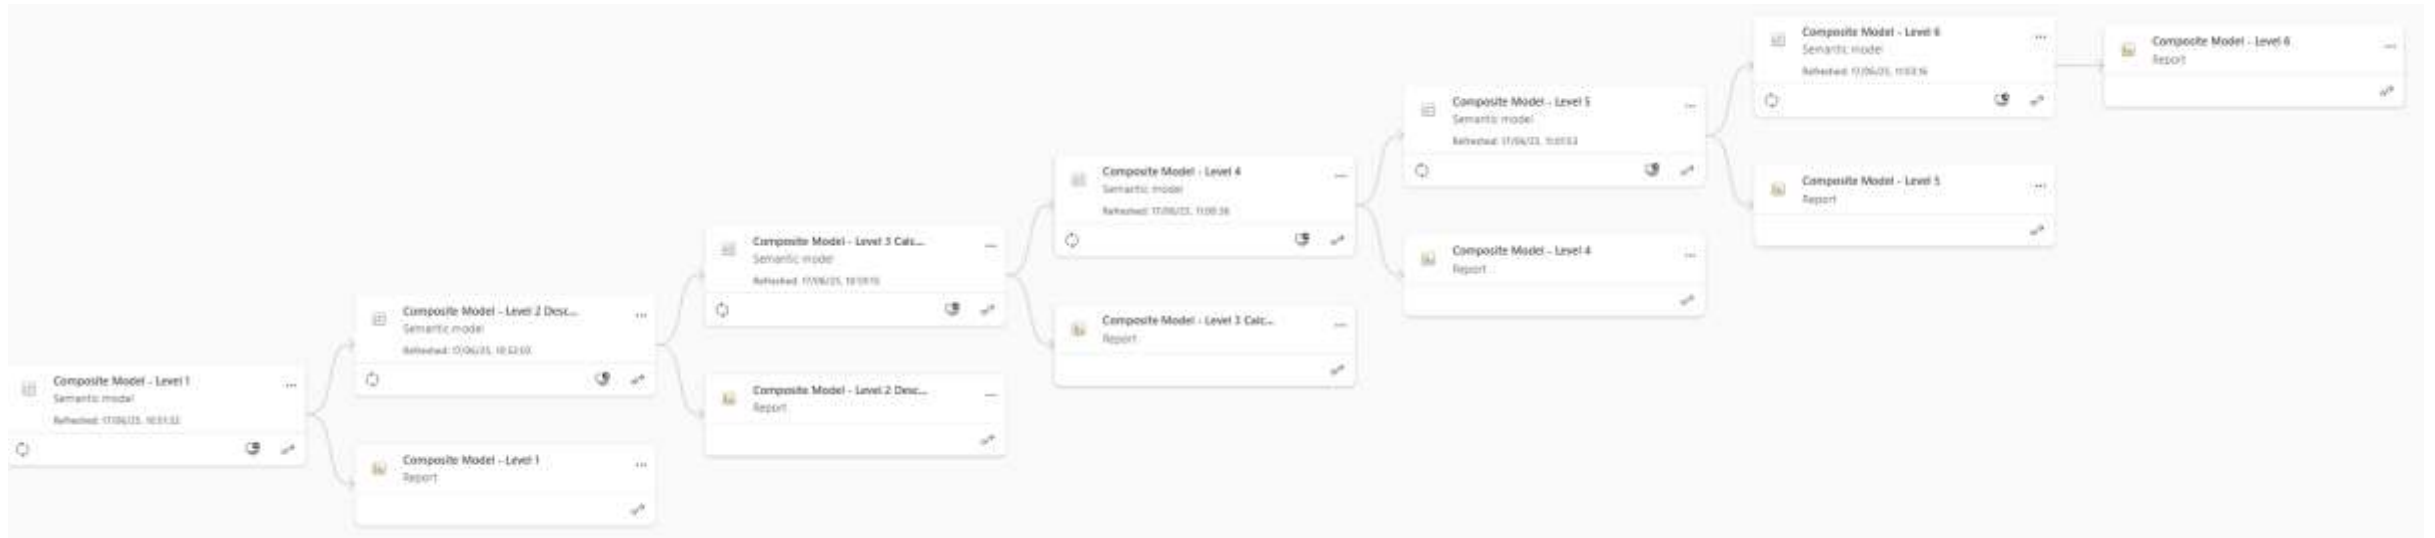 Composite Model - Level 1
Semantic model
Composite Model - Level 1
Report
Composite Model - Level 2 Desc...
Semantic model
Composite Model - Level 2 Desc...
Report
Composite Model - Level 3 Calc...
Semantic model
Composite Model - Level 3 Calc...
Report
Composite Model - Level 4
Semantic model
Composite Model - Level 4
Report
Composite Model - Level 5
Semantic model
Composite Model - Level 5
Report
Composite Model - Level 6
Semantic model
Composite Model - Level 6
Report